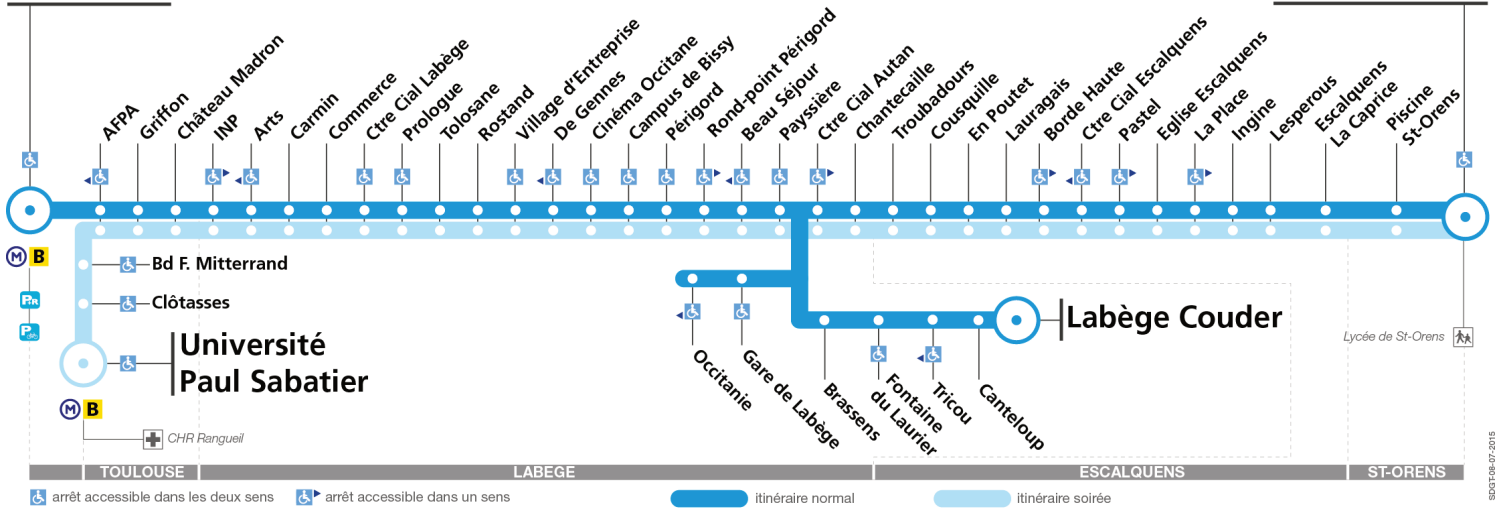 AFPA
Griffon
Château Madron
INP
Arts
Carmin
Commerce
Ctre Cial Labège
Prologue
Tolosane
Rostand
Village d'Entreprise
De Gennes
Cinéma Occitane
Campus de Bissy
Périgord
Rond-point Périgord
Beau Séjour
Payssière
Ctre Cial Autan
Chantecaille
Troubadours
Cousquille
En Poutet
Lauragais
Borde Haute
Ctre Cial Escalquens
Pastel
Eglise Escalquens
La Place
Ingine
Lesperous
Escalquens
La Caprice
Piscine
St-Orens
M B
P+R
P
Bd F. Mitterrand
Clôtasses
Université
Paul Sabatier
M B
CHR Rangueil
Occitanie
Gare de Labège
Brassens
Fontaine
du Laurier
Tricou
Canteloup
Labège Couder
Lycée de St-Orens
TOULOUSE
LABEGE
ESCALQUENS
ST-ORENS
arrêt accessible dans les deux sens
arrêt accessible dans un sens
itinéraire normal
itinéraire soirée
SDGT-08-07-2015